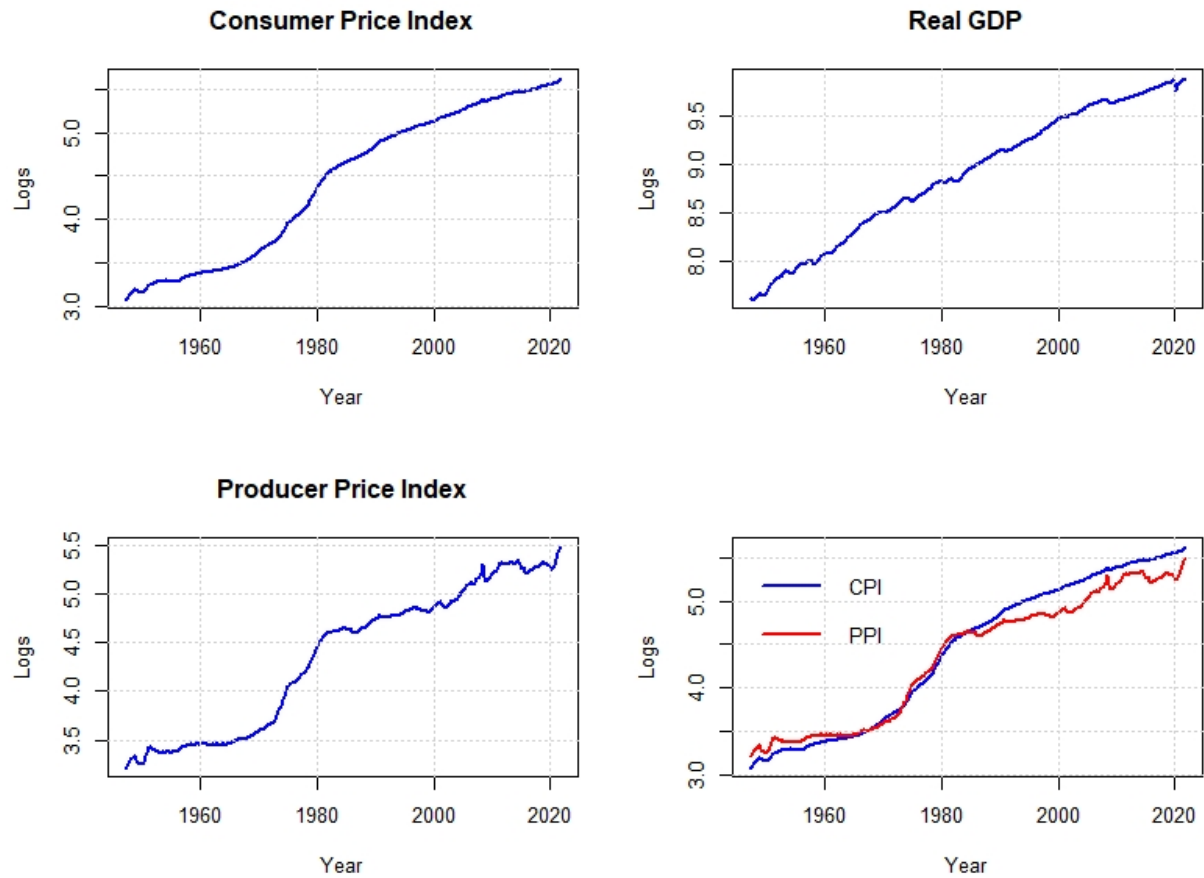 Consumer Price Index
Logs
3.0 4.0 5.0
1960 1980 2000 2020
Year
Real GDP
Logs
8.0 8.5 9.0 9.5
1960 1980 2000 2020
Year
Producer Price Index
Logs
3.5 4.0 4.5 5.0 5.5
1960 1980 2000 2020
Year
CPI
PPI
Logs
3.0 4.0 5.0
1960 1980 2000 2020
Year